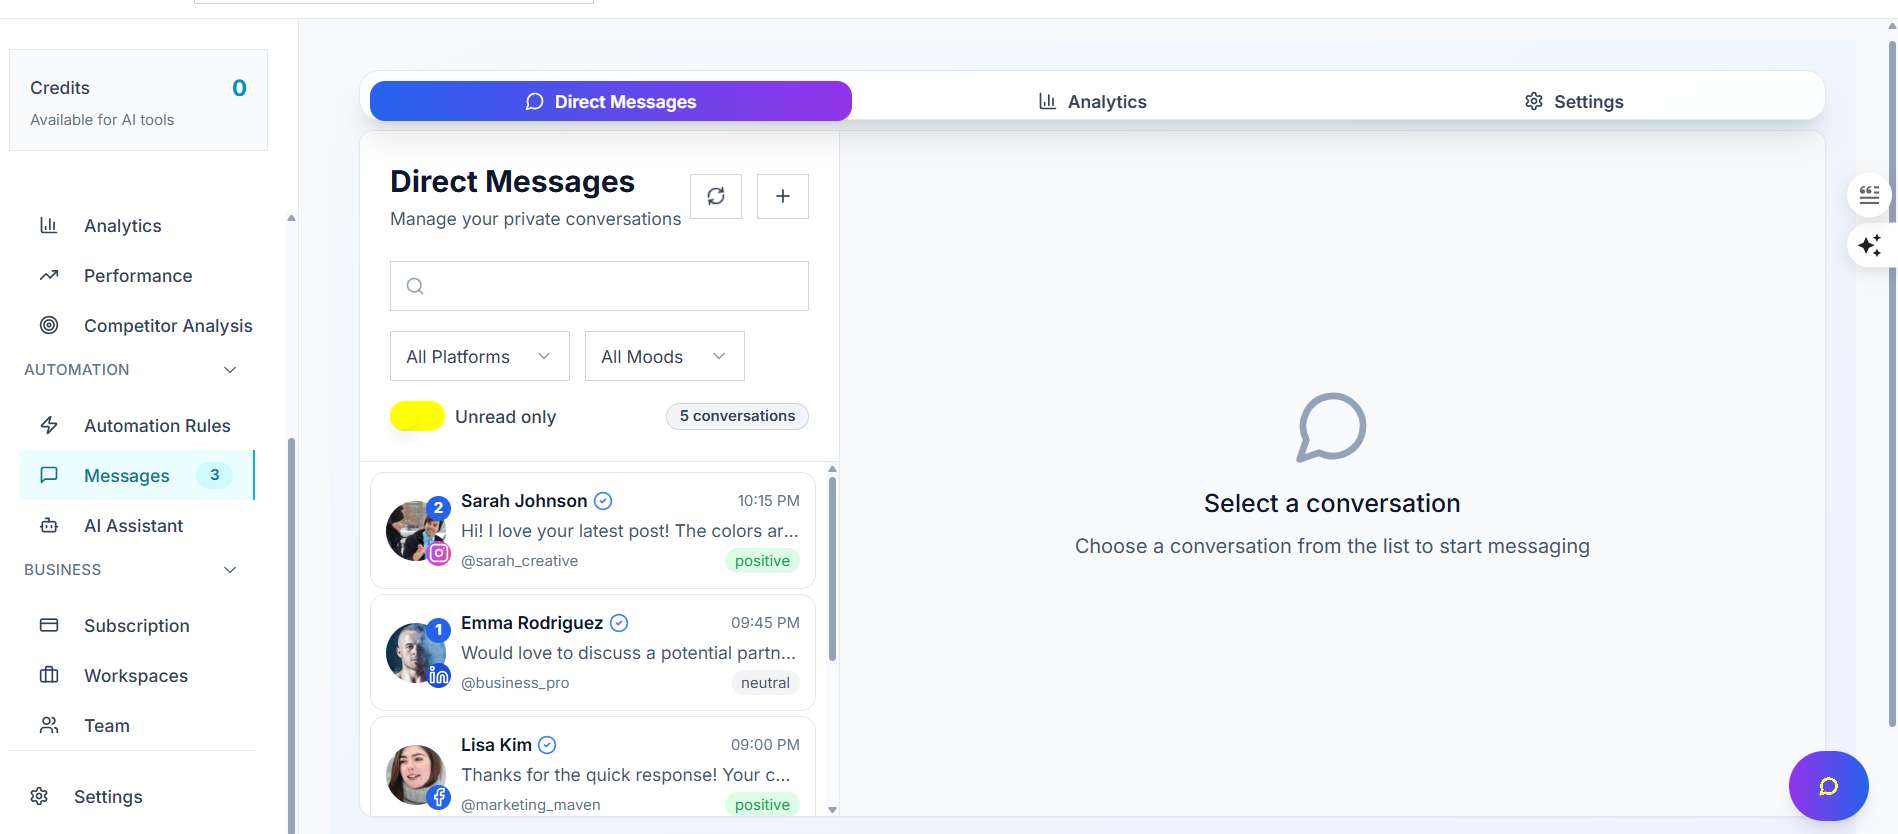 Credits
0
Available for AI tools
Analytics
Performance
Competitor Analysis
AUTOMATION
Automation Rules
Messages
3
AI Assistant
BUSINESS
Subscription
Workspaces
Team
Settings
Direct Messages
Analytics
Settings
Direct Messages
Manage your private conversations
All Platforms
All Moods
Unread only
5 conversations
2
Sarah Johnson
10:15 PM
Hi! I love your latest post! The colors ar...
@sarah_creative
positive
1
Emma Rodriguez
09:45 PM
Would love to discuss a potential partn...
in
@business_pro
neutral
Lisa Kim
09:00 PM
Thanks for the quick response! Your c...
@marketing_maven
positive
Select a conversation
Choose a conversation from the list to start messaging